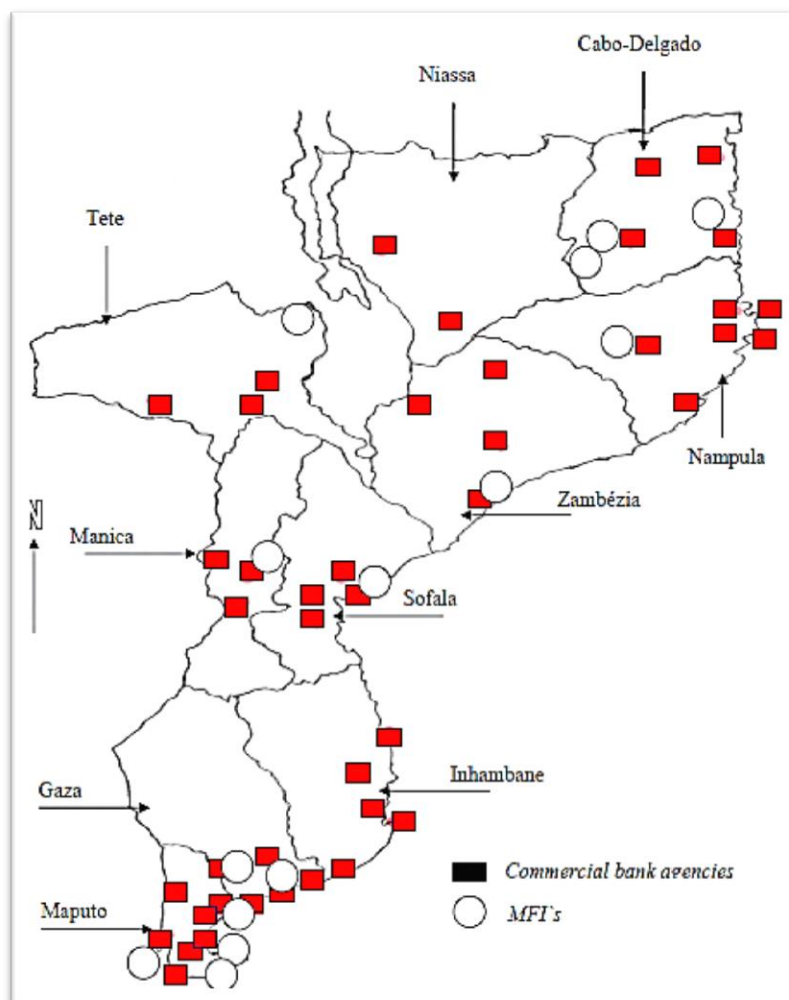 Cabo-Delgado
Niassa
Tete
Nampula
Zambézia
N
Manica
Sofala
Gaza
Inhambane
Commercial bank agencies
Maputo
MFI`s